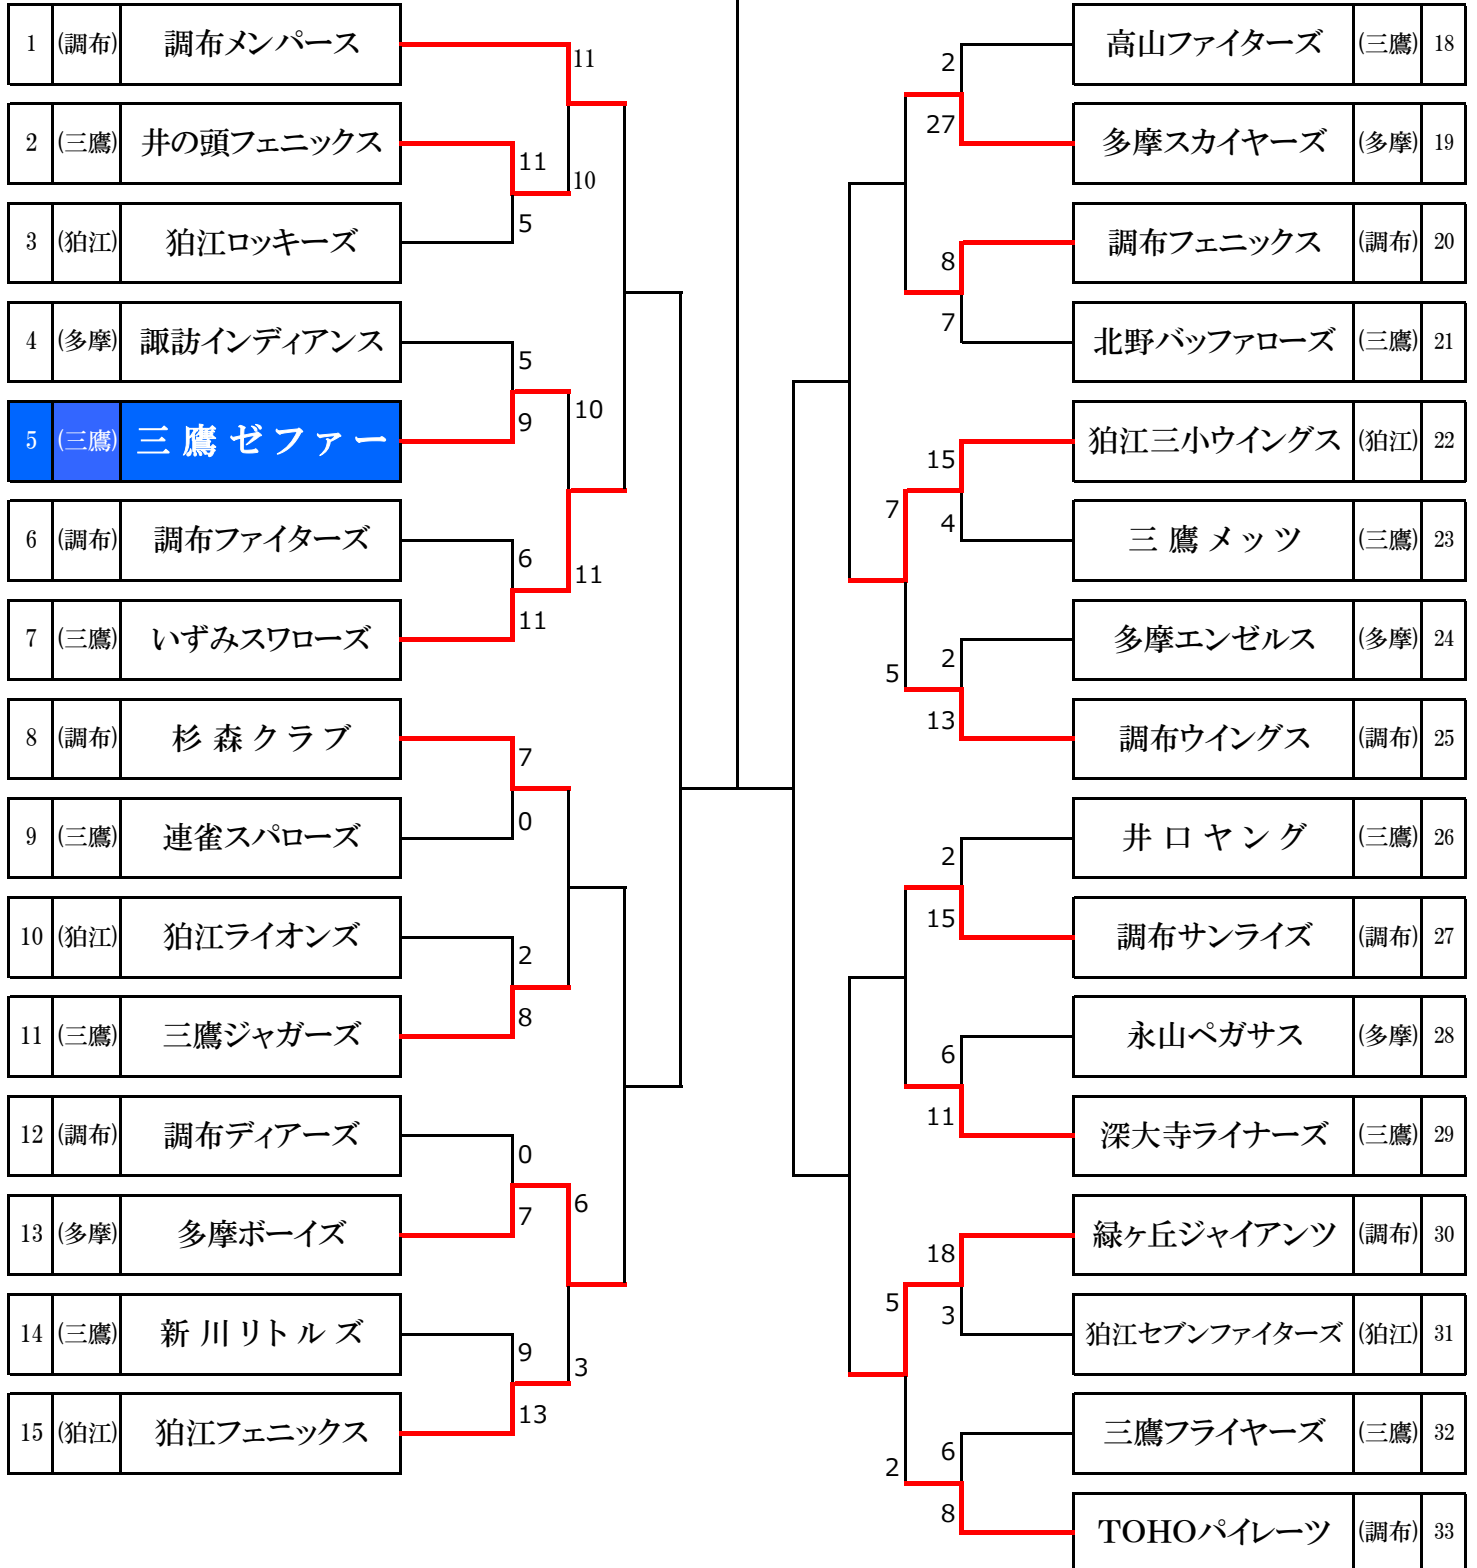 1 (調布) 調布メンパース
2 (三鷹) 井の頭フェニックス
3 (狛江) 狛江ロッキーズ
4 (多摩) 諏訪インディアンス
5 (三鷹) 三鷹ゼファー
6 (調布) 調布ファイターズ
7 (三鷹) いずみスワローズ
8 (調布) 杉森クラブ
9 (三鷹) 連雀スパローズ
10 (狛江) 狛江ライオンズ
11 (三鷹) 三鷹ジャガーズ
12 (調布) 調布ディアーズ
13 (多摩) 多摩ボーイズ
14 (三鷹) 新川リトルズ
15 (狛江) 狛江フェニックス
11
11
10
5
5
10
9
6
11
11
7
0
2
8
0
6
7
9
3
13
2
27
8
7
15
7
4
2
5
13
2
15
6
11
18
5
3
6
2
8
高山ファイターズ (三鷹) 18
多摩スカイヤーズ (多摩) 19
調布フェニックス (調布) 20
北野バッファローズ (三鷹) 21
狛江三小ウイングス (狛江) 22
三鷹メッツ (三鷹) 23
多摩エンゼルス (多摩) 24
調布ウイングス (調布) 25
井口ヤング (三鷹) 26
調布サンライズ (調布) 27
永山ペガサス (多摩) 28
深大寺ライナーズ (三鷹) 29
緑ヶ丘ジャイアンツ (調布) 30
狛江セブンファイターズ (狛江) 31
三鷹フライヤーズ (三鷹) 32
TOHOパイレーツ (調布) 33